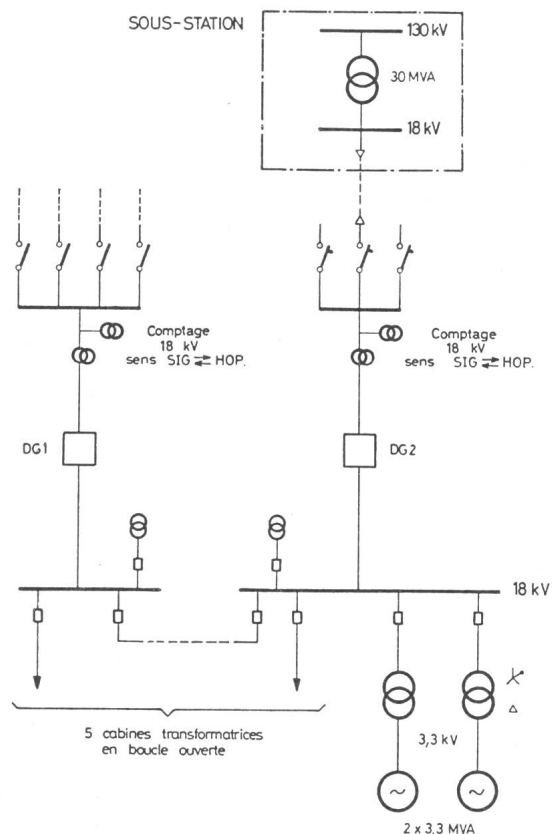 SOUS-STATION
130 kV
30 MVA
18 kV
Comptage
18 kV
sens SIG ⇌ HOP.
Comptage
18 kV
sens SIG ⇌ HOP.
DG1
DG2
18 kV
5 cabines transformatrices
en boucle ouverte
3,3 kV
2 x 3.3 MVA